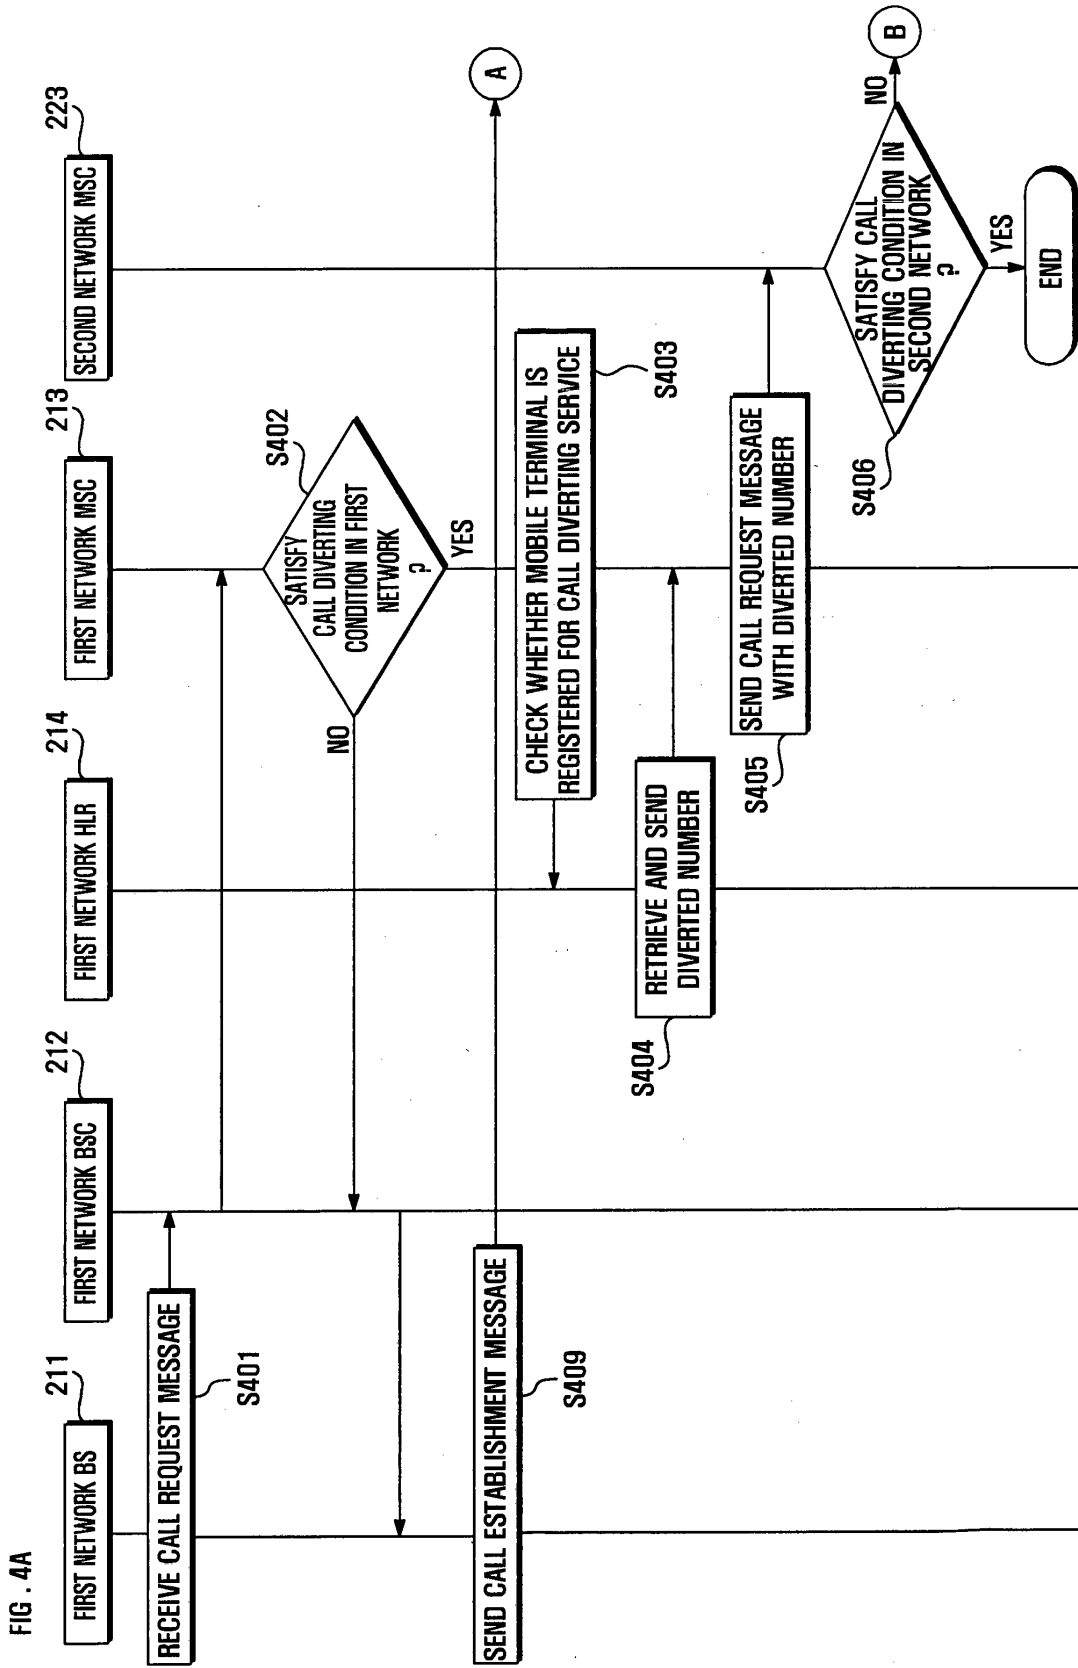 FIG . 4A
211
212
214
213
223
FIRST NETWORK BS
FIRST NETWORK BSC
FIRST NETWORK HLR
FIRST NETWORK MSC
SECOND NETWORK MSC
RECEIVE CALL REQUEST MESSAGE
S401
SATISFY
CALL DIVERTING
CONDITION IN FIRST
NETWORK
?
S402
NO
YES
SEND CALL ESTABLISHMENT MESSAGE
S409
A
CHECK WHETHER MOBILE TERMINAL IS
REGISTERED FOR CALL DIVERTING SERVICE
S403
RETRIEVE AND SEND
DIVERTED NUMBER
S404
SEND CALL REQUEST MESSAGE
WITH DIVERTED NUMBER
S405
SATISFY CALL
DIVERTING CONDITION IN
SECOND NETWORK
?
S406
NO
B
YES
END